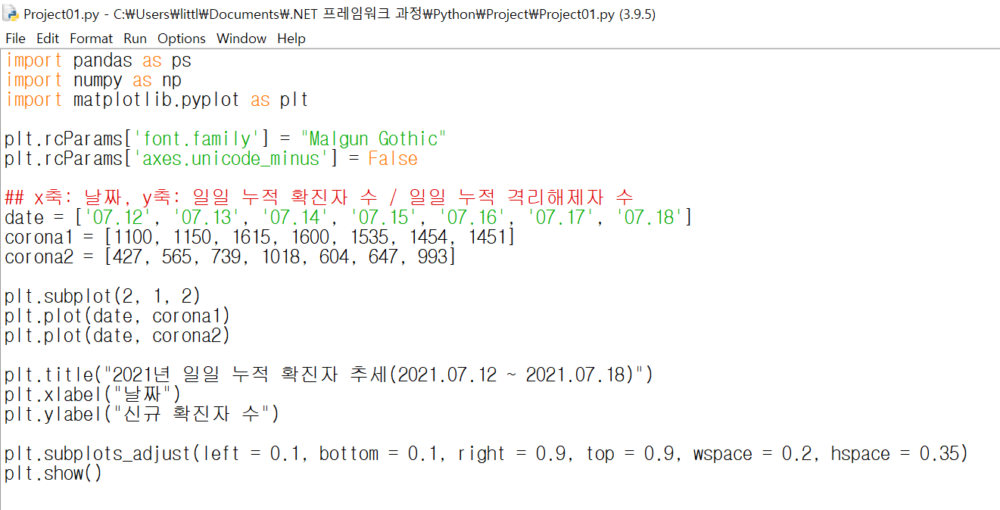 Project01.py - C:\Users\littl\Documents\.NET 프레임워크 과정\Python\Project\Project01.py (3.9.5)
File Edit Format Run Options Window Help
import pandas as ps
import numpy as np
import matplotlib.pyplot as plt
plt.rcParams['font.family'] = "Malgun Gothic"
plt.rcParams['axes.unicode_minus'] = False
## x축: 날짜, y축: 일일 누적 확진자 수 / 일일 누적 격리해제자 수
date = ['07.12', '07.13', '07.14', '07.15', '07.16', '07.17', '07.18']
corona1 = [1100, 1150, 1615, 1600, 1535, 1454, 1451]
corona2 = [427, 565, 739, 1018, 604, 647, 993]
plt.subplot(2, 1, 2)
plt.plot(date, corona1)
plt.plot(date, corona2)
plt.title("2021년 일일 누적 확진자 추세(2021.07.12 ~ 2021.07.18)")
plt.xlabel("날짜")
plt.ylabel("신규 확진자 수")
plt.subplots_adjust(left = 0.1, bottom = 0.1, right = 0.9, top = 0.9, wspace = 0.2, hspace = 0.35)
plt.show()